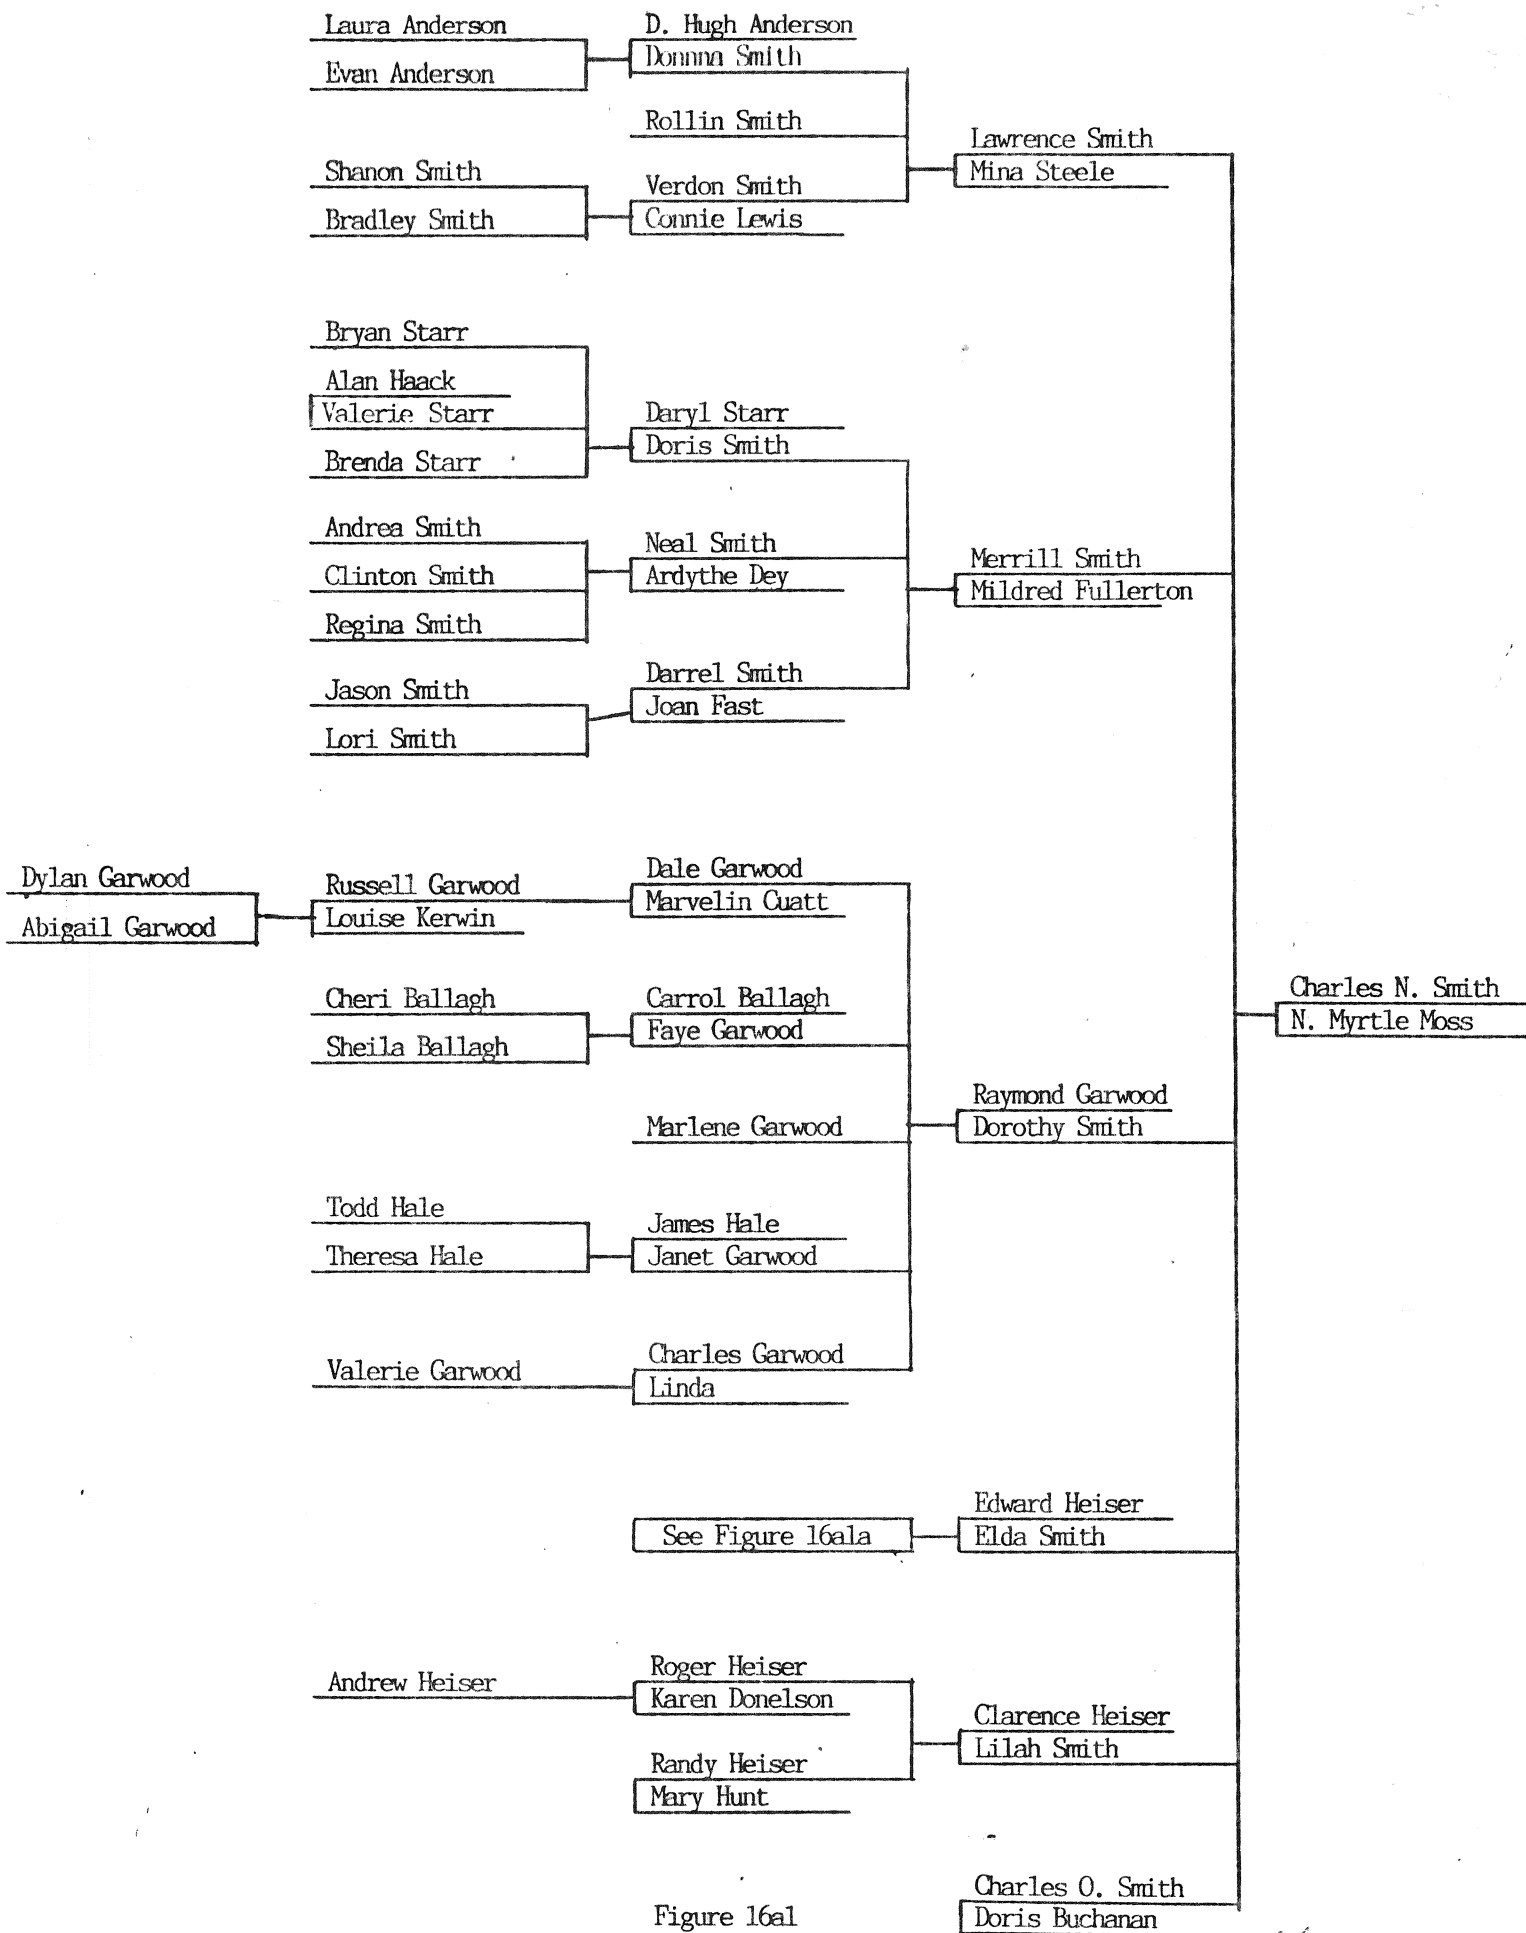 Laura Anderson
Evan Anderson
D. Hugh Anderson
Donnna Smith
Rollin Smith
Shanon Smith
Bradley Smith
Verdon Smith
Connie Lewis
Lawrence Smith
Mina Steele
Bryan Starr
Alan Haack
Valerie Starr
Brenda Starr
Daryl Starr
Doris Smith
Andrea Smith
Clinton Smith
Regina Smith
Neal Smith
Ardythe Dey
Jason Smith
Lori Smith
Darrel Smith
Joan Fast
Merrill Smith
Mildred Fullerton
Dylan Garwood
Abigail Garwood
Russell Garwood
Louise Kerwin
Dale Garwood
Marvelin Cuatt
Cheri Ballagh
Sheila Ballagh
Carrol Ballagh
Faye Garwood
Marlene Garwood
Todd Hale
Theresa Hale
James Hale
Janet Garwood
Valerie Garwood
Charles Garwood
Linda
Raymond Garwood
Dorothy Smith
Charles N. Smith
N. Myrtle Moss
See Figure 16a1a
Edward Heiser
Elda Smith
Andrew Heiser
Roger Heiser
Karen Donelson
Randy Heiser
Mary Hunt
Clarence Heiser
Lilah Smith
Charles O. Smith
Doris Buchanan
Figure 16a1